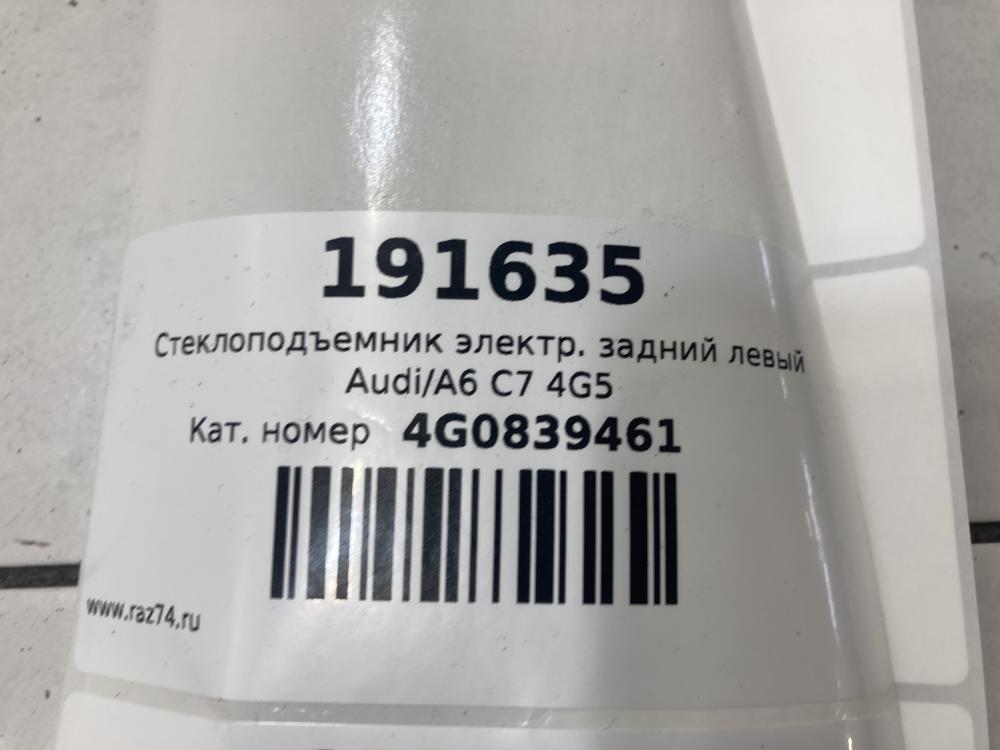 191635
Стеклоподъемник электр. задний левый
Audi/A6 C7 4G5
Кат. номер 4G0839461
www.raz74.ru